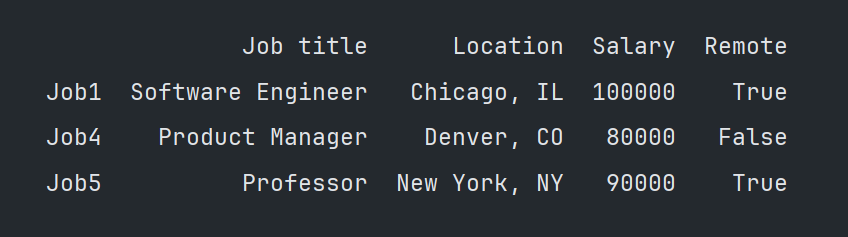 Job title Location Salary Remote
Job1 Software Engineer Chicago, IL 100000 True
Job4 Product Manager Denver, CO 80000 False
Job5 Professor New York, NY 90000 True